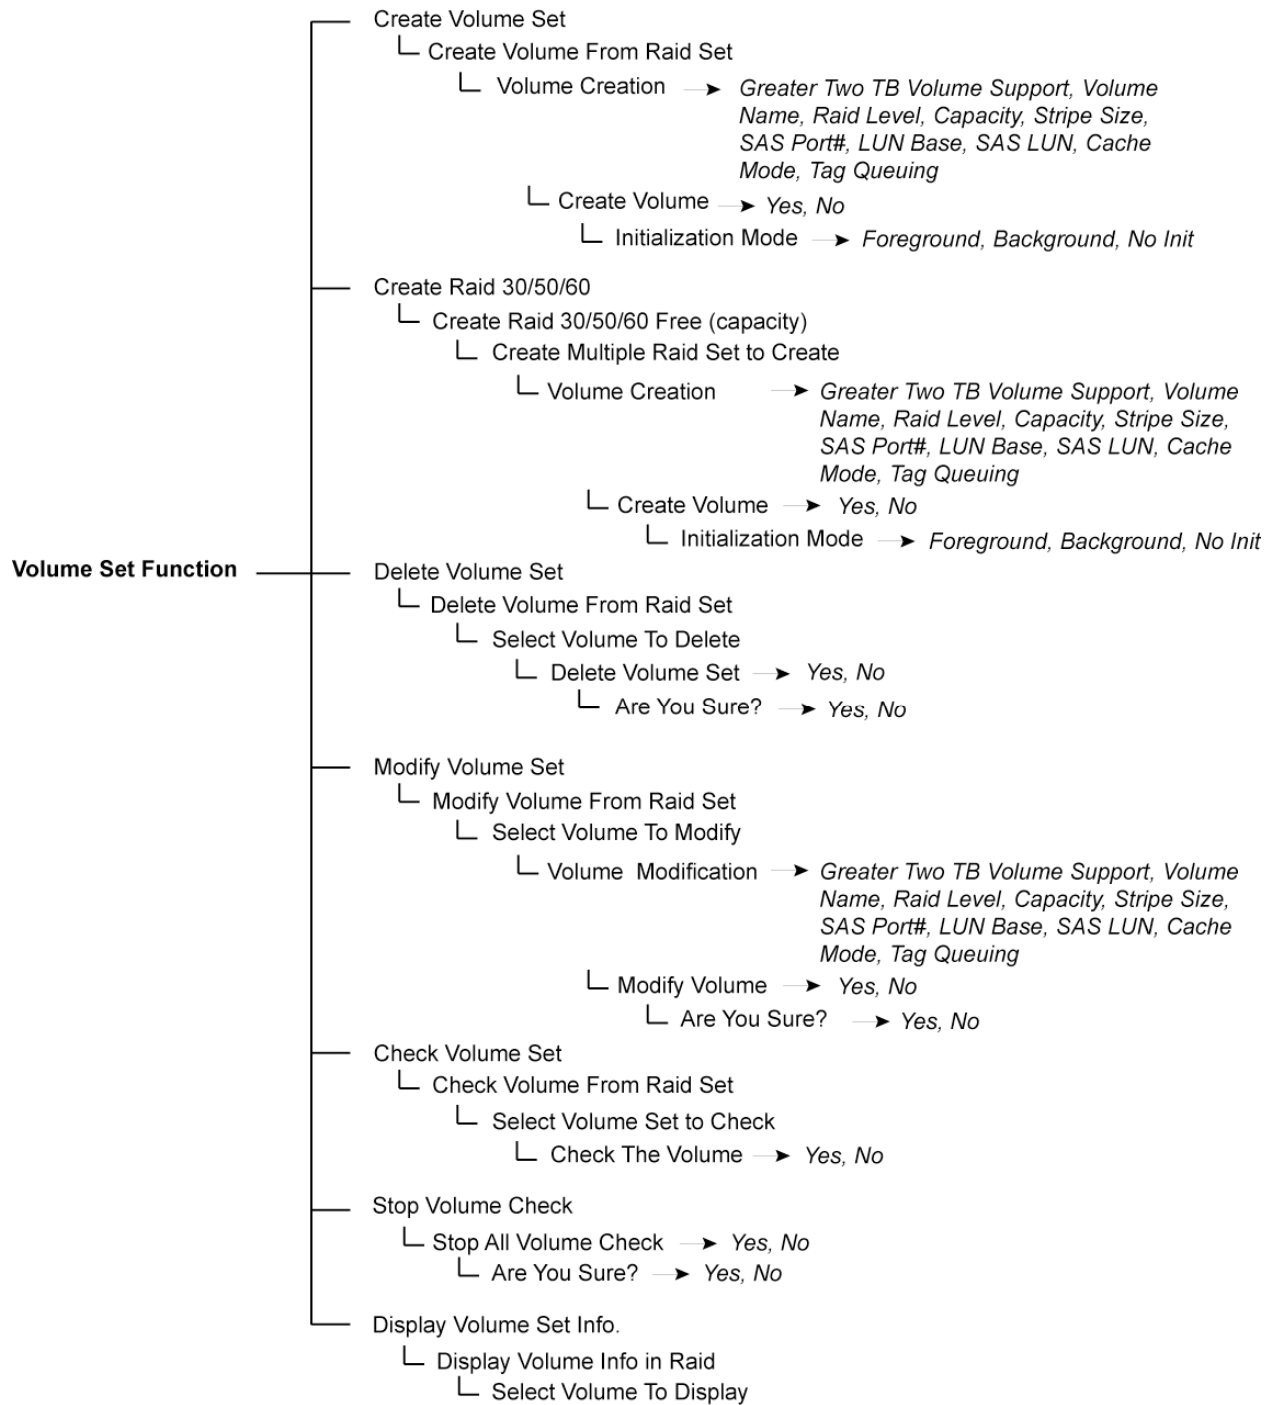 Create Volume Set
Create Volume From Raid Set
Volume Creation
Greater Two TB Volume Support, Volume
Name, Raid Level, Capacity, Stripe Size,
SAS Port#, LUN Base, SAS LUN, Cache
Mode, Tag Queuing
Create Volume
Yes, No
Initialization Mode
Foreground, Background, No Init
Create Raid 30/50/60
Create Raid 30/50/60 Free (capacity)
Create Multiple Raid Set to Create
Volume Creation
Greater Two TB Volume Support, Volume
Name, Raid Level, Capacity, Stripe Size,
SAS Port#, LUN Base, SAS LUN, Cache
Mode, Tag Queuing
Create Volume
Yes, No
Initialization Mode
Foreground, Background, No Init
Volume Set Function
Delete Volume Set
Delete Volume From Raid Set
Select Volume To Delete
Delete Volume Set
Yes, No
Are You Sure?
Yes, No
Modify Volume Set
Modify Volume From Raid Set
Select Volume To Modify
Volume Modification
Greater Two TB Volume Support, Volume
Name, Raid Level, Capacity, Stripe Size,
SAS Port#, LUN Base, SAS LUN, Cache
Mode, Tag Queuing
Modify Volume
Yes, No
Are You Sure?
Yes, No
Check Volume Set
Check Volume From Raid Set
Select Volume Set to Check
Check The Volume
Yes, No
Stop Volume Check
Stop All Volume Check
Yes, No
Are You Sure?
Yes, No
Display Volume Set Info.
Display Volume Info in Raid
Select Volume To Display